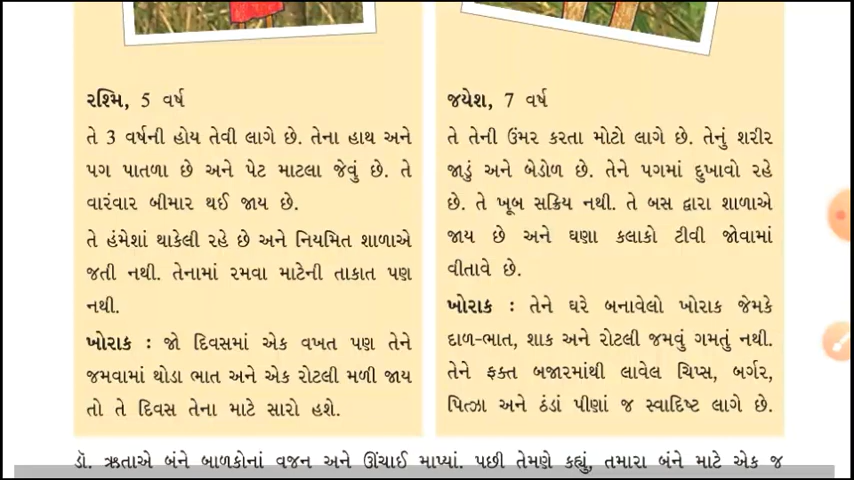 રશ્મિ, 5 વર્ષ
તે 3 વર્ષની હોય તેવી લાગે છે. તેના હાથ અને
પગ પાતળા છે અને પેટ માટલા જેવું છે. તે
વારંવાર બીમાર થઈ જાય છે.
તે હંમેશાં થાકેલી રહે છે અને નિયમિત શાળાએ
જતી નથી. તેનામાં રમવા માટેની તાકાત પણ
નથી.
ખોરાક : જો દિવસમાં એક વખત પણ તેને
જમવામાં થોડા ભાત અને એક રોટલી મળી જાય
તો તે દિવસ તેના માટે સારો હશે.
જયેશ, 7 વર્ષ
તે તેની ઉંમર કરતા મોટો લાગે છે. તેનું શરીર
જાડું અને બેડોળ છે. તેને પગમાં દુખાવો રહે
છે. તે ખૂબ સક્રિય નથી. તે બસ દ્વારા શાળાએ
જાય છે અને ઘણા કલાકો ટીવી જોવામાં
વીતાવે છે.
ખોરાક : તેને ઘરે બનાવેલો ખોરાક જેમકે
દાળ-ભાત, શાક અને રોટલી જમવું ગમતું નથી.
તેને ફક્ત બજારમાંથી લાવેલ ચિપ્સ, બર્ગર,
પિત્ઝા અને ઠંડાં પીણાં જ સ્વાદિષ્ટ લાગે છે.
ડૉ. ઋતાએ બંને બાળકોનાં વજન અને ઊંચાઈ માપ્યાં. પછી તેમણે કહ્યું, તમારા બંને માટે એક જ